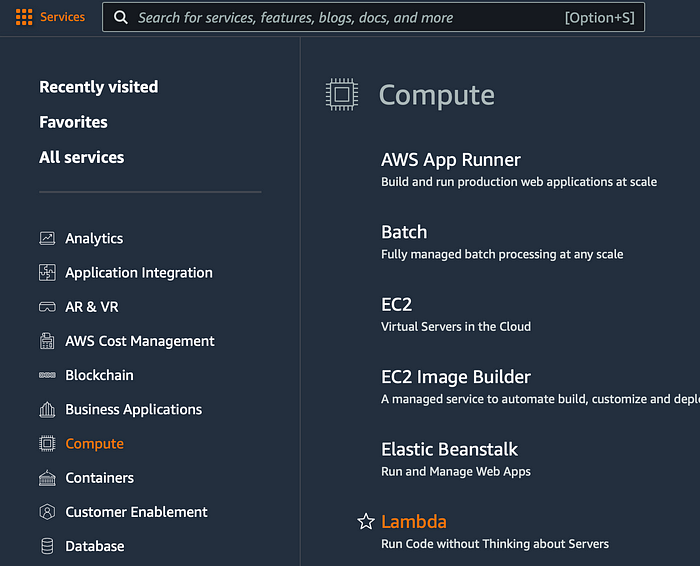 Services
Search for services, features, blogs, docs, and more
[Option+S]
Recently visited
Favorites
All services
Analytics
Application Integration
AR & VR
AWS Cost Management
Blockchain
Business Applications
Compute
Containers
Customer Enablement
Database
Compute
AWS App Runner
Build and run production web applications at scale
Batch
Fully managed batch processing at any scale
EC2
Virtual Servers in the Cloud
EC2 Image Builder
A managed service to automate build, customize and
Elastic Beanstalk
Run and Manage Web Apps
Lambda
Run Code without Thinking about Servers